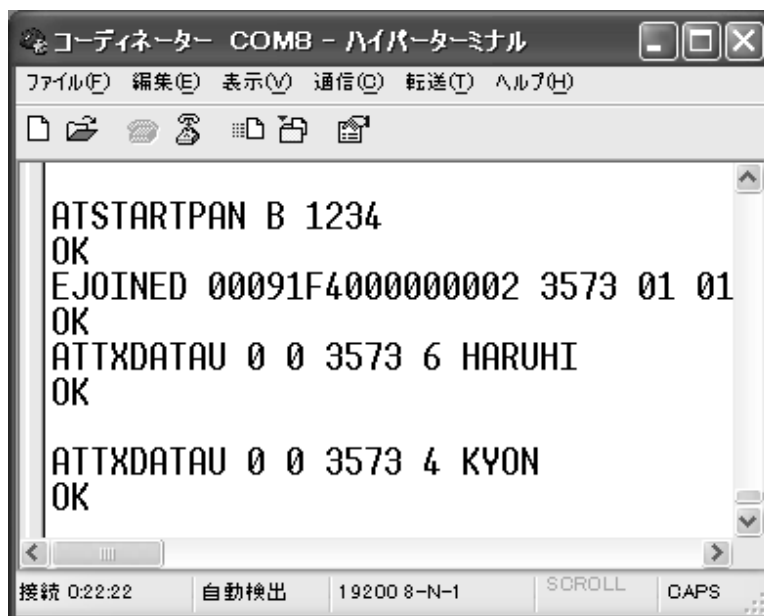 コーディネーター COM8 - ハイパーターミナル
ファイル(F) 編集(E) 表示(V) 通信(C) 転送(T) ヘルプ(H)
ATSTARTPAN B 1234
OK
EJOINED 00091F4000000002 3573 01 01
OK
ATTXDATAU 0 0 3573 6 HARUHI
OK
ATTXDATAU 0 0 3573 4 KYON
OK
接続 0:22:22 自動検出 19200 8-N-1 SCROLL CAPS